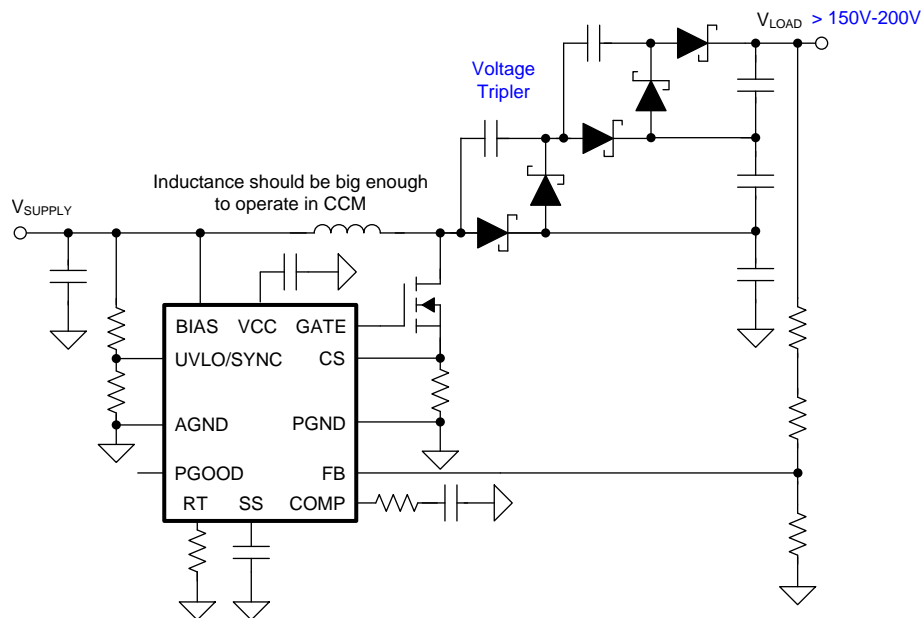 VLOAD > 150V-200V
Voltage
Tripler
Inductance should be big enough
to operate in CCM
VSUPPLY
BIAS VCC GATE
UVLO/SYNC CS
AGND PGND
PGOOD FB
RT SS COMP